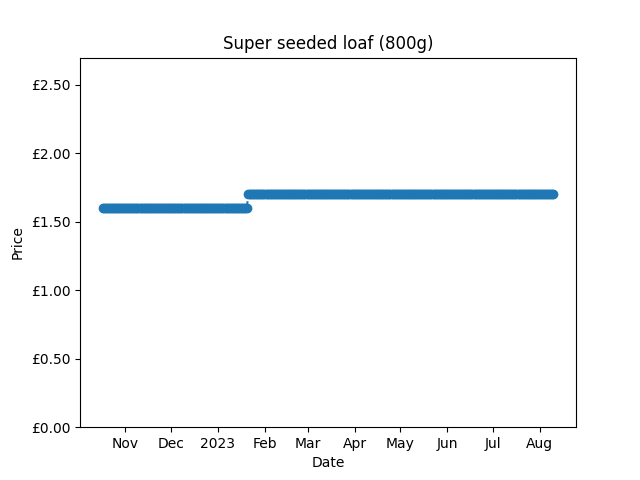 Super seeded loaf (800g)
£2.50
£2.00
£1.50
£1.00
£0.50
£0.00
Price
Nov Dec 2023 Feb Mar Apr May Jun Jul Aug
Date